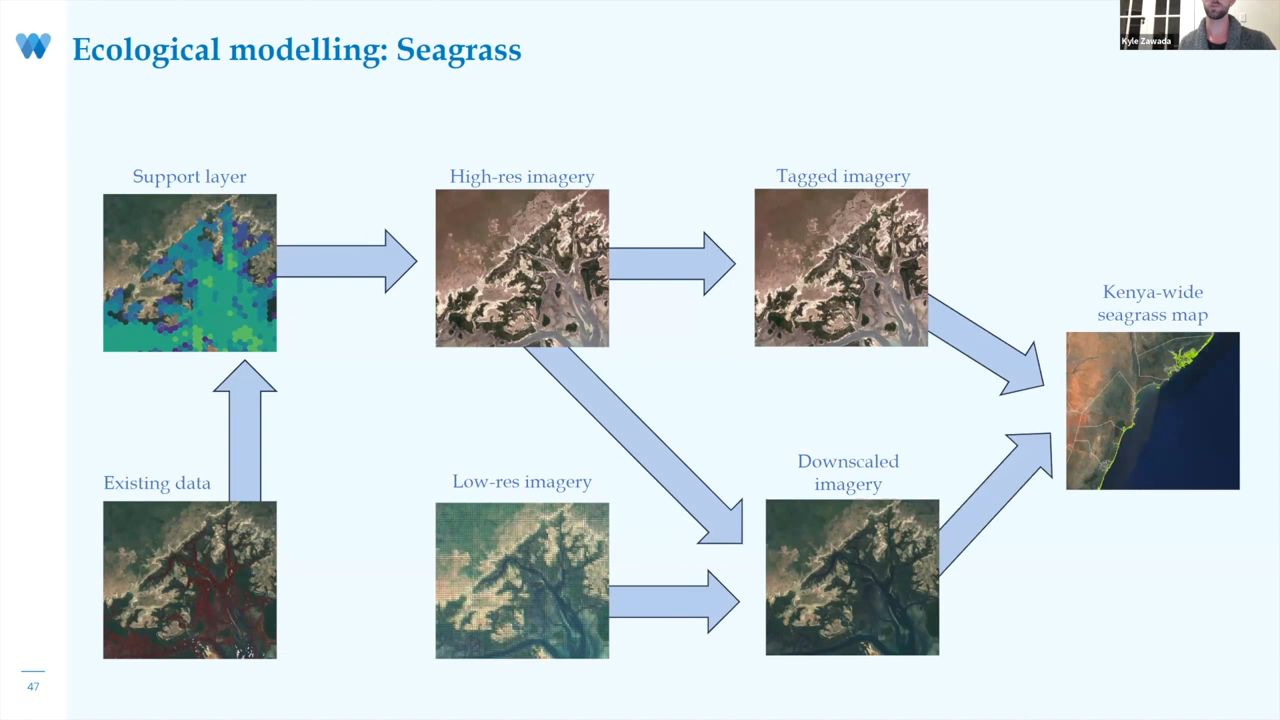 Ecological modelling: Seagrass
Kyle Zawada
Support layer
High-res imagery
Tagged imagery
Kenya-wide
seagrass map
Existing data
Low-res imagery
Downscaled
imagery
47